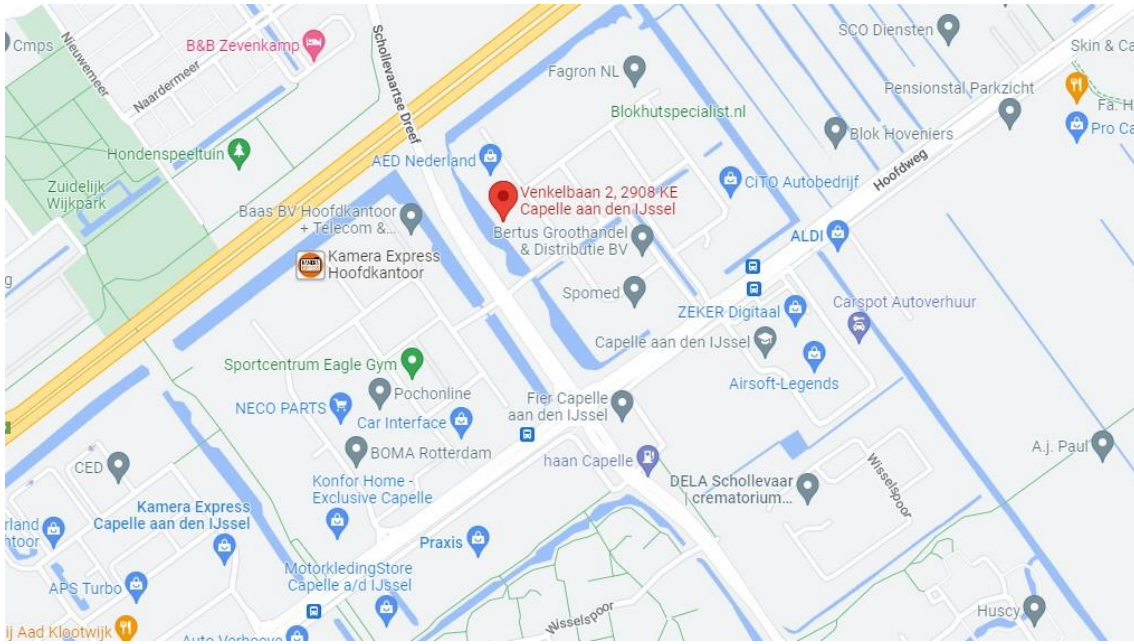 Cmps
Nieuwemeer
Naardermeer
B&B Zevenkamp
Schollevaartse Dreef
SCO Diensten
Skin & Ca
Fagron NL
Pensionstal Parkzicht
Blokhutspecialist.nl
Fa. H
Pro Ca
Blok Hoveniers
Hondenspeeltuin
AED Nederland
Hoofdweg
CiTO Autobedrijf
Zuidelijk
Wijkpark
Venkelbaan 2, 2908 KE
Capelle aan den IJssel
Baas BV Hoofdkantoor
+ Telecom &...
Bertus Groothandel
& Distributie BV
ALDI
Kamera Express
Hoofdkantoor
g
Spomed
ZEKER Digitaal
Carspot Autoverhuur
Capelle aan den IJssel
Sportcentrum Eagle Gym
Airsoft-Legends
Pochonline
NECO PARTS
Car Interface
Fier Capelle
aan den IJssel
BOMA Rotterdam
haan Capelle
A.j. Paul
CED
Konfor Home -
Exclusive Capelle
DELA Schollevaar
| crematorium...
Wisselspoor
Kamera Express
Capelle aan den IJssel
rland
ntoor
Praxis
MotorkledingStore
Capelle a/d IJssel
APS Turbo
Wisselspoor
Huscy
ij Aad Klootwijk
Auto Verhoeve